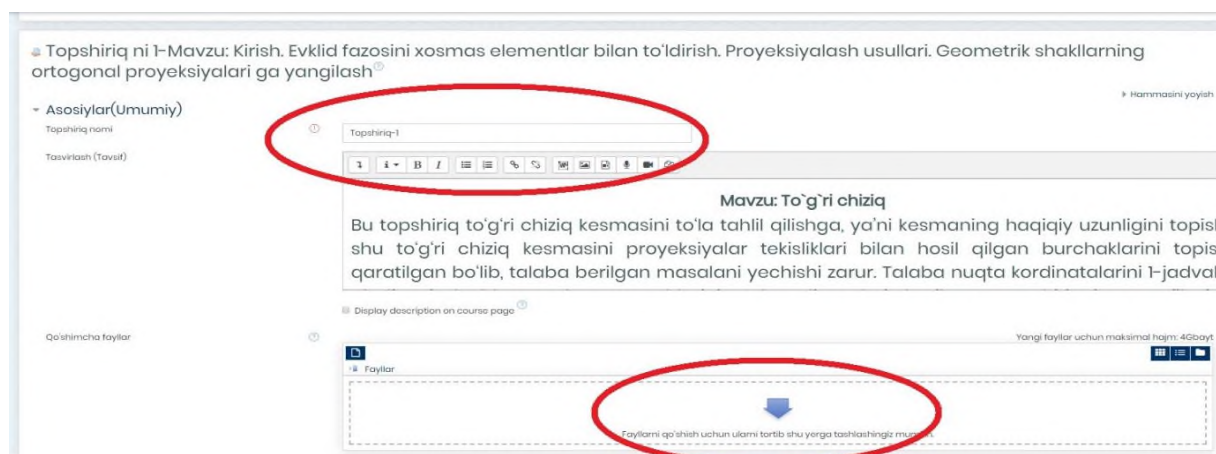 Topshiriq ni 1-Mavzu: Kirish. Evklid fazosini xosmas elementlar bilan to'ldirish. Proyeksiyalash usullari. Geometrik shakllarning
ortogonal proyeksiyalari ga yangilash
Hammasini yoyish
Asosiylar(Umumiy)
Topshiriq nomi
Topshiriq-1
Tasvirlash (Tavsif)
B I
Mavzu: To`g`ri chiziq
Bu topshiriq to'g'ri chiziq kesmasini to'la tahlil qilishga, ya'ni kesmaning haqiqiy uzunligini topish
shu to'g'ri chiziq kesmasini proyeksiyalar tekisliklari bilan hosil qilgan burchaklarini topis
qaratilgan bo'lib, talaba berilgan masalani yechishi zarur. Talaba nuqta kordinatalarini 1-jadval
Display description on course page
Qo'shimcha fayllar
Yangi fayllar uchun maksimal hajm: 4Gbayt
Fayllar
Fayllarni qo'shish uchun ularni tortib shu yerga tashlashingiz